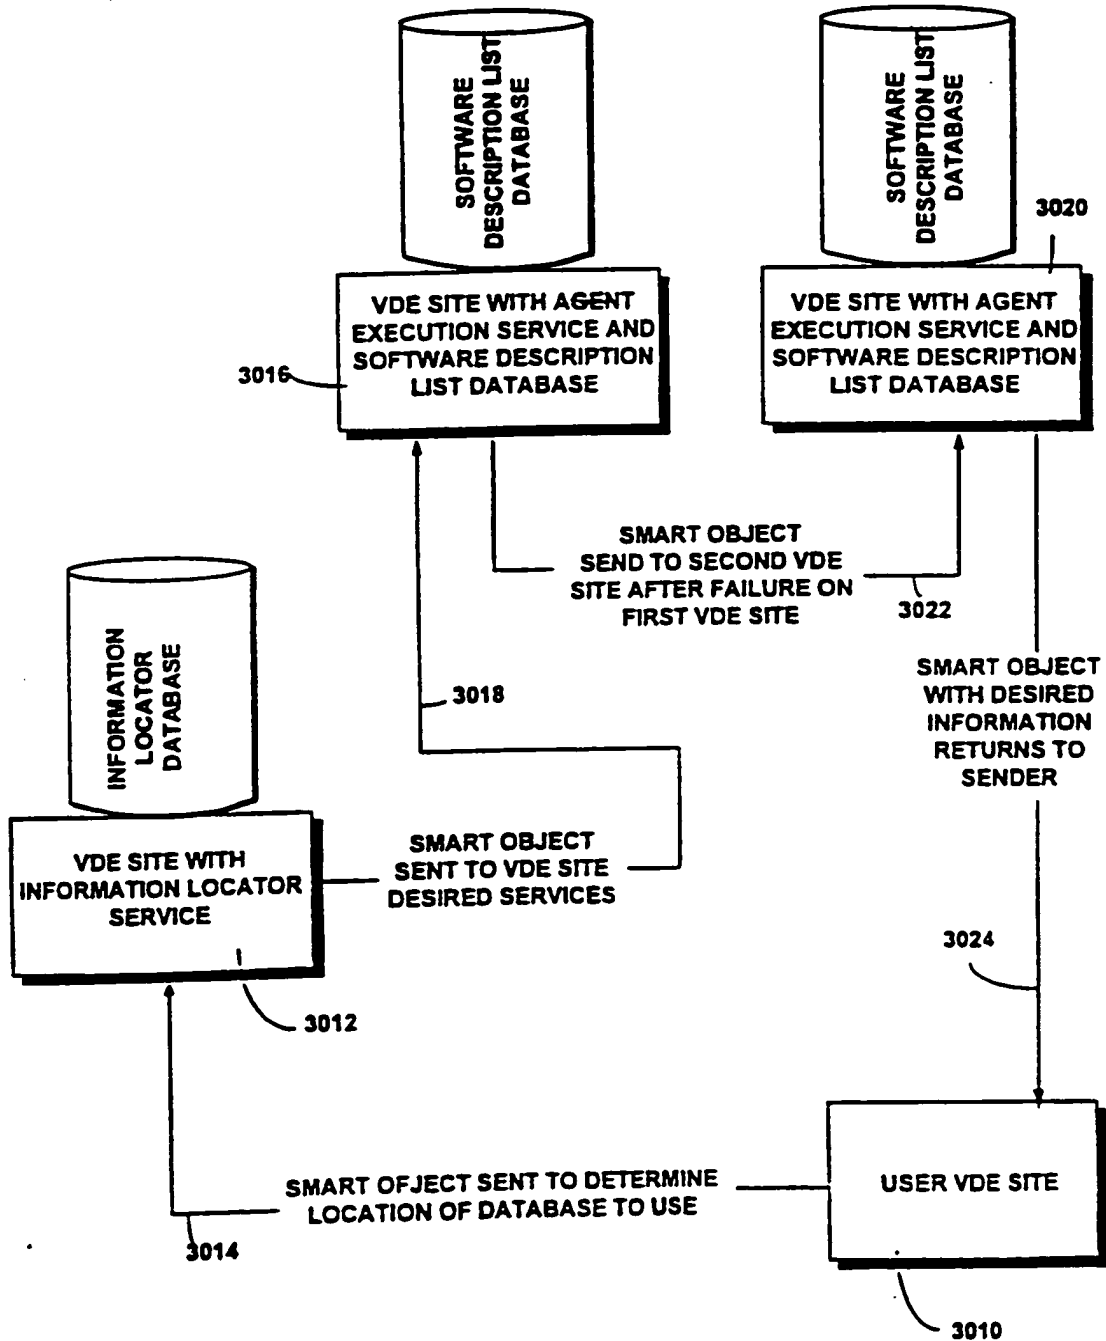 SOFTWARE
DESCRIPTION LIST
DATABASE
SOFTWARE
DESCRIPTION LIST
DATABASE
3020
VDE SITE WITH AGENT
EXECUTION SERVICE AND
SOFTWARE DESCRIPTION
LIST DATABASE
3016
VDE SITE WITH AGENT
EXECUTION SERVICE AND
SOFTWARE DESCRIPTION
LIST DATABASE
SMART OBJECT
SEND TO SECOND VDE
SITE AFTER FAILURE ON
FIRST VDE SITE
3022
INFORMATION
LOCATOR
DATABASE
3018
SMART OBJECT
WITH DESIRED
INFORMATION
RETURNS TO
SENDER
VDE SITE WITH
INFORMATION LOCATOR
SERVICE
SMART OBJECT
SENT TO VDE SITE
DESIRED SERVICES
3024
3012
SMART OFJECT SENT TO DETERMINE
LOCATION OF DATABASE TO USE
USER VDE SITE
3014
3010